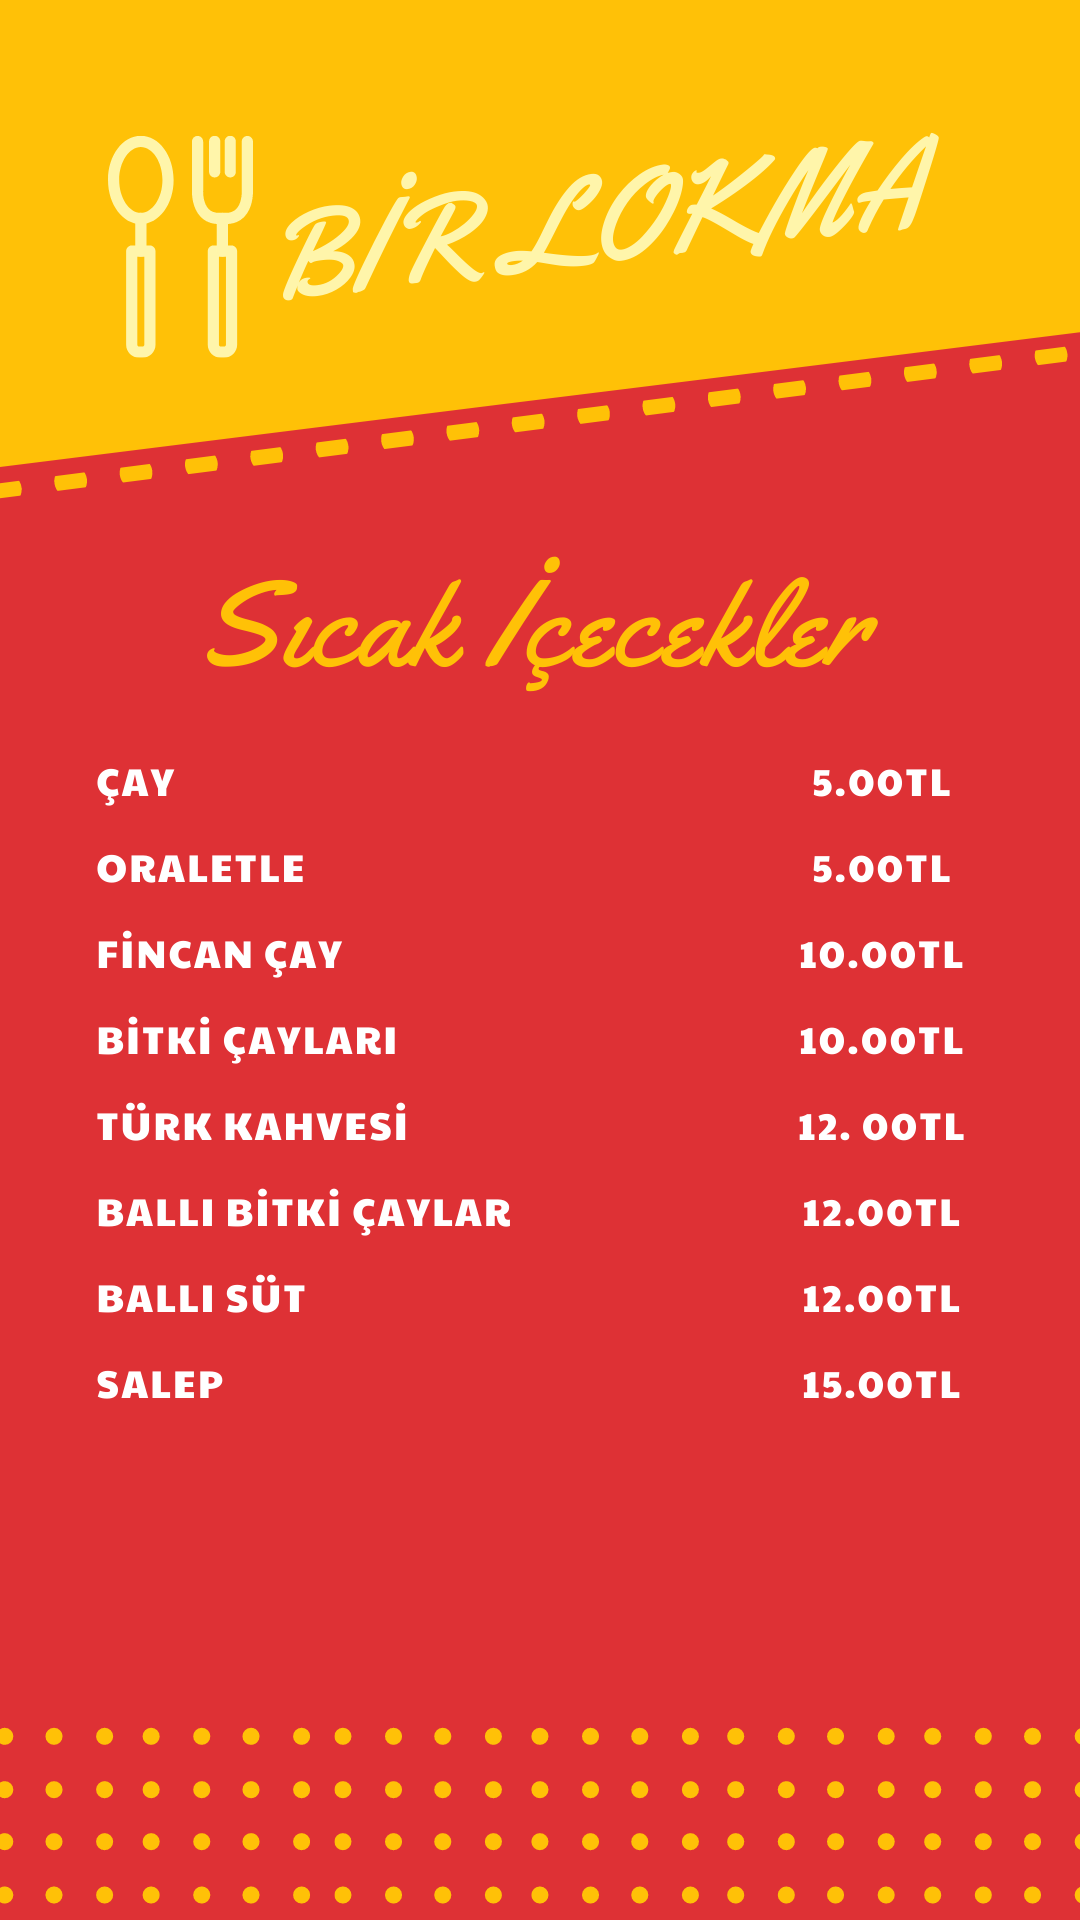 BİR LOKMA
Sıcak İçecekler
ÇAY 5.00TL
ORALETLE 5.00TL
FİNCAN ÇAY 10.00TL
BİTKİ ÇAYLARI 10.00TL
TÜRK KAHVESİ 12. 00TL
BALLI BİTKİ ÇAYLAR 12.00TL
BALLI SÜT 12.00TL
SALEP 15.00TL